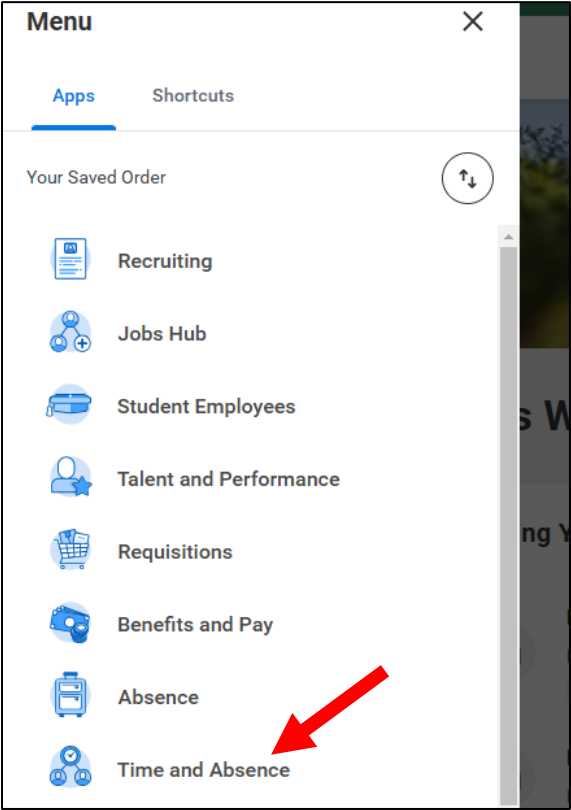 Menu
Apps
Shortcuts
Your Saved Order
Recruiting
Jobs Hub
Student Employees
Talent and Performance
Requisitions
Benefits and Pay
Absence
Time and Absence
s W
ng Y